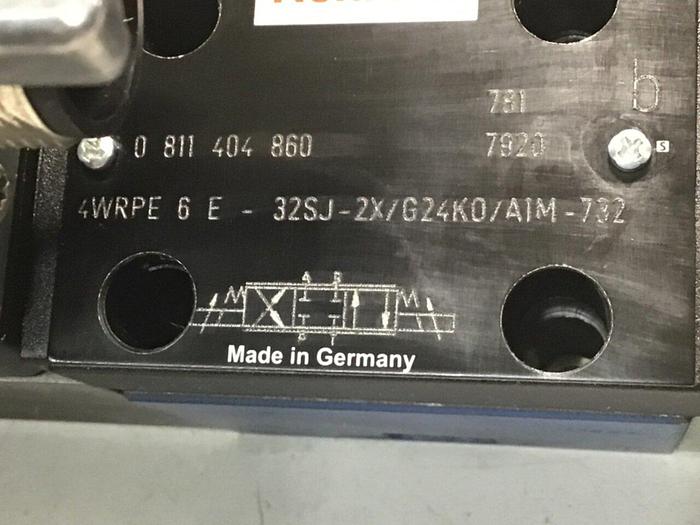 781
b
0 811 404 860 7920
S
4WRPE 6 E - 32SJ-2X/G24K0/A1M-732
A B
P T
Made in Germany